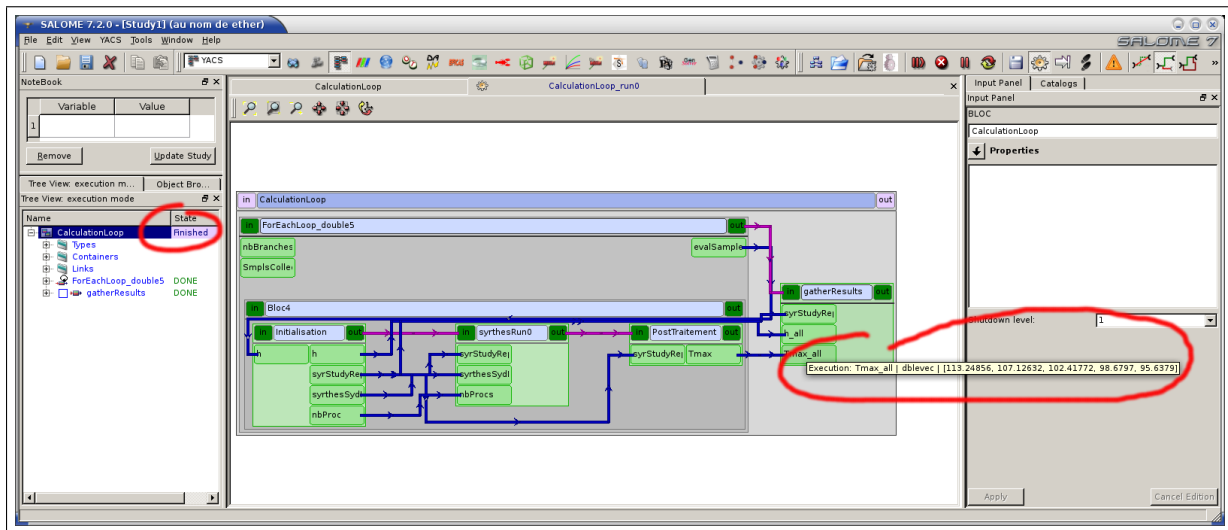 SALOME 7.2.0 - [Study1] (au nom de ether)
File Edit View YACS Tools Window Help
SALOME 7
YACS
NoteBook
Variable Value
1
Remove Update Study
Tree View: execution m... Object Bro...
Tree View: execution mode
Name State
CalculationLoop Finished
Types
Containers
Links
ForEachLoop_double5 DONE
gatherResults DONE
CalculationLoop CalculationLoop_run0
in CalculationLoop out
in ForEachLoop_double5 out
nbBranches evalSample
SmplsColle
in gatherResults out
syrStudyRe
h_all
Tmax_all
in Bloc4 out
in Initialisation out in syrthesRun0 out in PostTraitement out
h h syrStudyRe syrStudyRe Tmax
syrStudyRe syrthesSydl
syrthesSyd nbProcs
nbProc
Execution: Tmax_all | dblevec | [113.24856, 107.12632, 102.41772, 98.6797, 95.6379]
Input Panel Catalogs
Input Panel
BLOC
CalculationLoop
Properties
Shutdown level: 1
Apply Cancel Edition